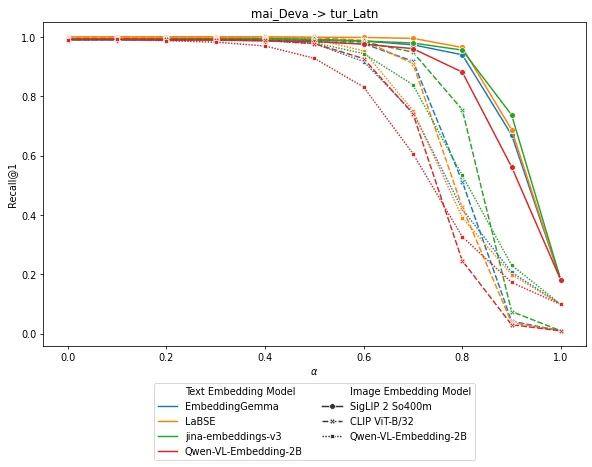 mai_Deva -> tur_Latn
1.0
0.8
0.6
0.4
0.2
0.0
Recall@1
0.0 0.2 0.4 0.6 0.8 1.0
α
Text Embedding Model Image Embedding Model
EmbeddingGemma SigLIP 2 So400m
LaBSE CLIP ViT-B/32
jina-embeddings-v3 Qwen-VL-Embedding-2B
Qwen-VL-Embedding-2B